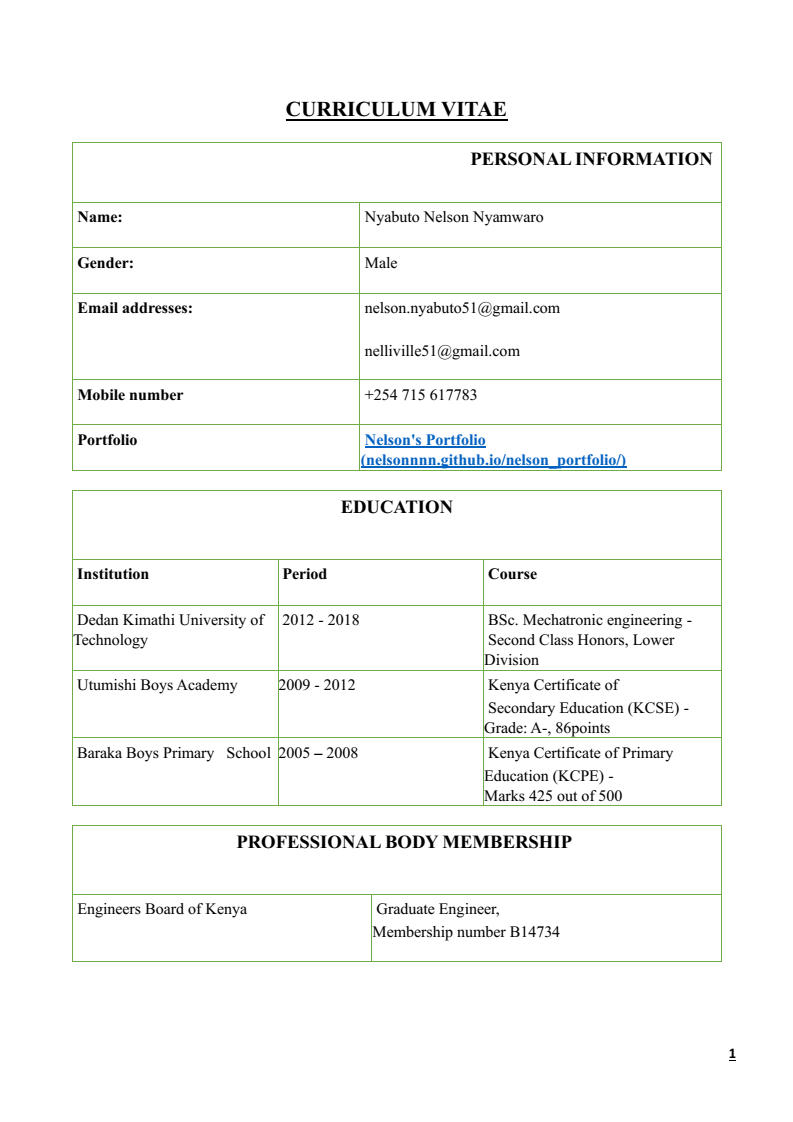 CURRICULUM VITAE
PERSONAL INFORMATION
Name: Nyabuto Nelson Nyamwaro
Gender: Male
Email addresses: nelson.nyabuto51@gmail.com
nelliville51@gmail.com
Mobile number +254 715 617783
Portfolio Nelson's Portfolio
(nelsonnnn.github.io/nelson_portfolio/)
EDUCATION
Institution Period Course
Dedan Kimathi University of 2012 - 2018 BSc. Mechatronic engineering -
Technology Second Class Honors, Lower
Division
Utumishi Boys Academy 2009 - 2012 Kenya Certificate of
Secondary Education (KCSE) -
Grade: A-, 86points
Baraka Boys Primary School 2005 – 2008 Kenya Certificate of Primary
Education (KCPE) -
Marks 425 out of 500
PROFESSIONAL BODY MEMBERSHIP
Engineers Board of Kenya Graduate Engineer,
Membership number B14734
1